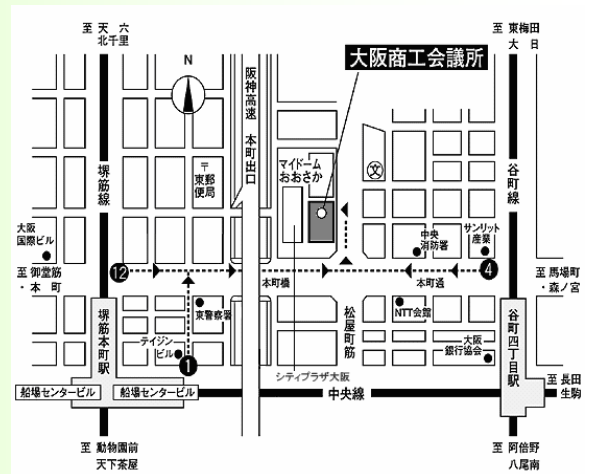 至 天 六
北千里
至 東梅田
大 日
N
阪神高速 本町出口
大阪商工会議所
堺筋線
谷町線
〒
東郵
便局
マイドーム
おおさか
文
大阪
国際ビル
中央
消防署
サンリット
産業
至 御堂筋
・本 町
12
本町橋
本町通
4
至 馬場町
・森ノ宮
東警察署
松屋町筋
NTT会館
堺筋本町駅
テイジン
ビル
1
大阪
銀行協会
谷町四丁目駅
シティプラザ大阪
船場センタービル
船場センタービル
中央線
至 長田
生駒
至 動物園前
天下茶屋
至 阿倍野
八尾南